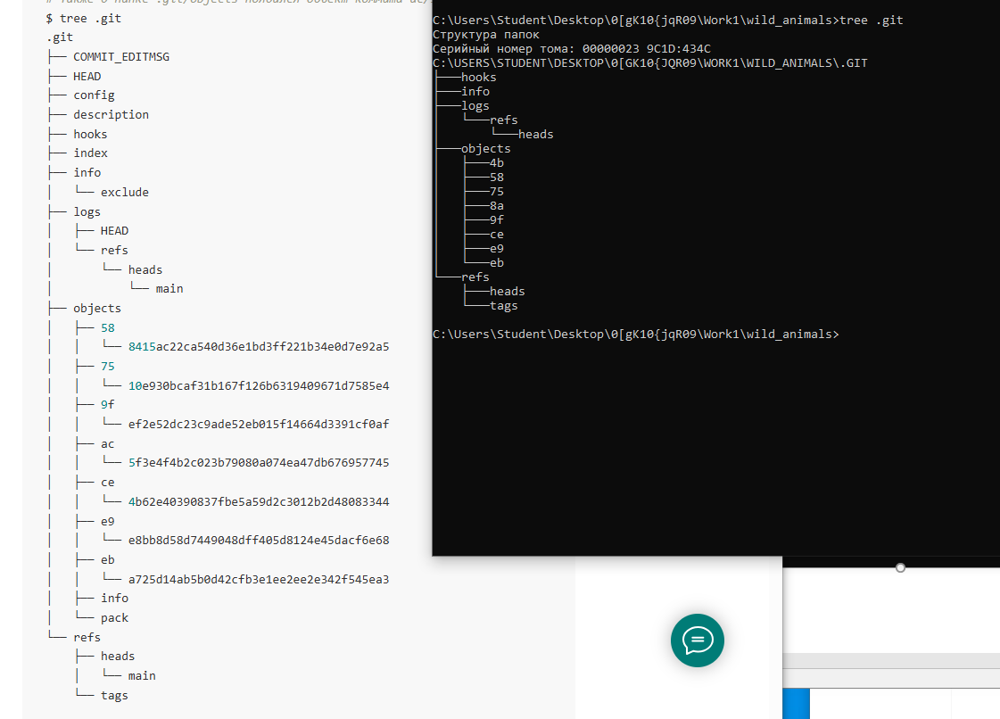 $ tree .git
.git
├── COMMIT_EDITMSG
├── HEAD
├── config
├── description
├── hooks
├── index
├── info
│   └── exclude
├── logs
│   ├── HEAD
│   └── refs
│       └── heads
│           └── main
├── objects
│   ├── 58
│   │   └── 8415ac22ca540d36e1bd3ff221b34e0d7e92a5
│   ├── 75
│   │   └── 10e930bcaf31b167f126b6319409671d7585e4
│   ├── 9f
│   │   └── ef2e52dc23c9ade52eb015f14664d3391cf0af
│   ├── ac
│   │   └── 5f3e4f4b2c023b79080a074ea47db676957745
│   ├── ce
│   │   └── 4b62e40390837fbe5a59d2c3012b2d48083344
│   ├── e9
│   │   └── e8bb8d58d7449048dff405d8124e45dacf6e68
│   ├── eb
│   │   └── a725d14ab5b0d42cfb3e1ee2ee2e342f545ea3
│   ├── info
│   └── pack
└── refs
    ├── heads
    │   └── main
    └── tags
C:\Users\Student\Desktop\0[gK10{jqR09\Work1\wild_animals>tree .git
Структура папок
Серийный номер тома: 00000023 9C1D:434C
C:\USERS\STUDENT\DESKTOP\0[GK10{JQR09\WORK1\WILD_ANIMALS\.GIT
├───hooks
├───info
├───logs
│   └───refs
│       └───heads
├───objects
│   ├───4b
│   ├───58
│   ├───75
│   ├───8a
│   ├───9f
│   ├───ce
│   ├───e9
│   └───eb
└───refs
    ├───heads
    └───tags
C:\Users\Student\Desktop\0[gK10{jqR09\Work1\wild_animals>